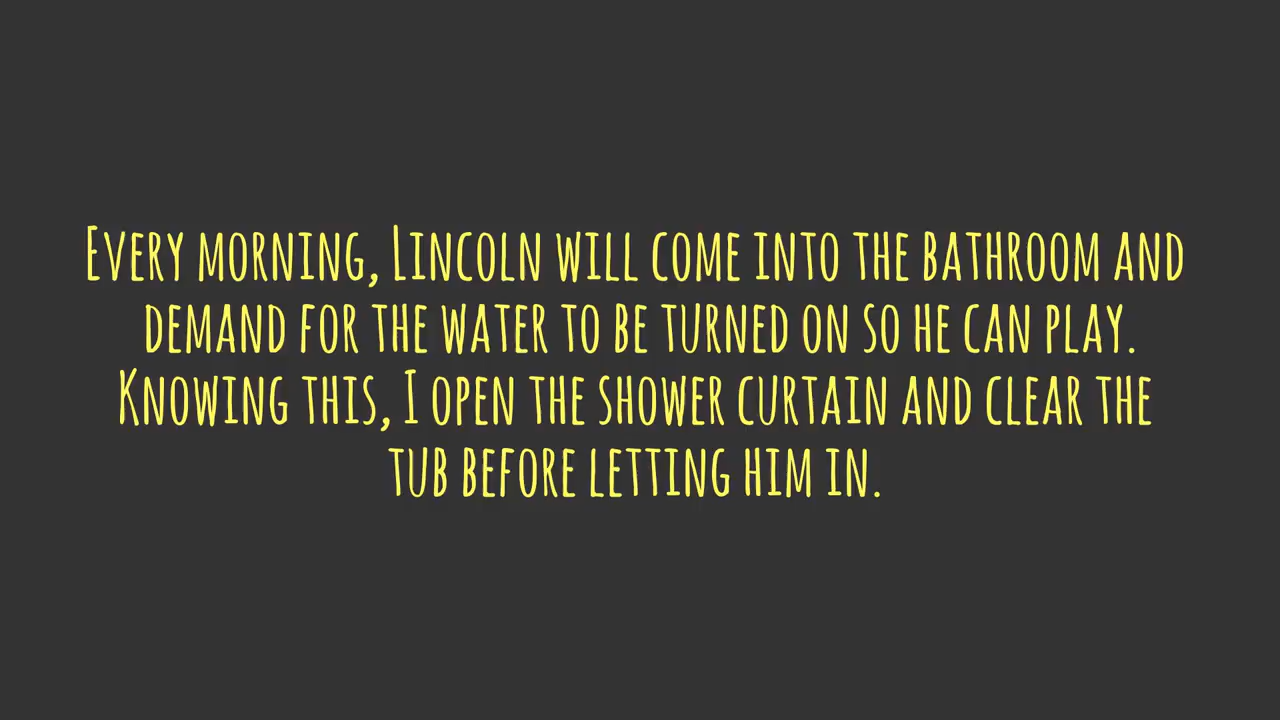 Every morning, Lincoln will come into the bathroom and
demand for the water to be turned on so he can play.
Knowing this, I open the shower curtain and clear the
tub before letting him in.